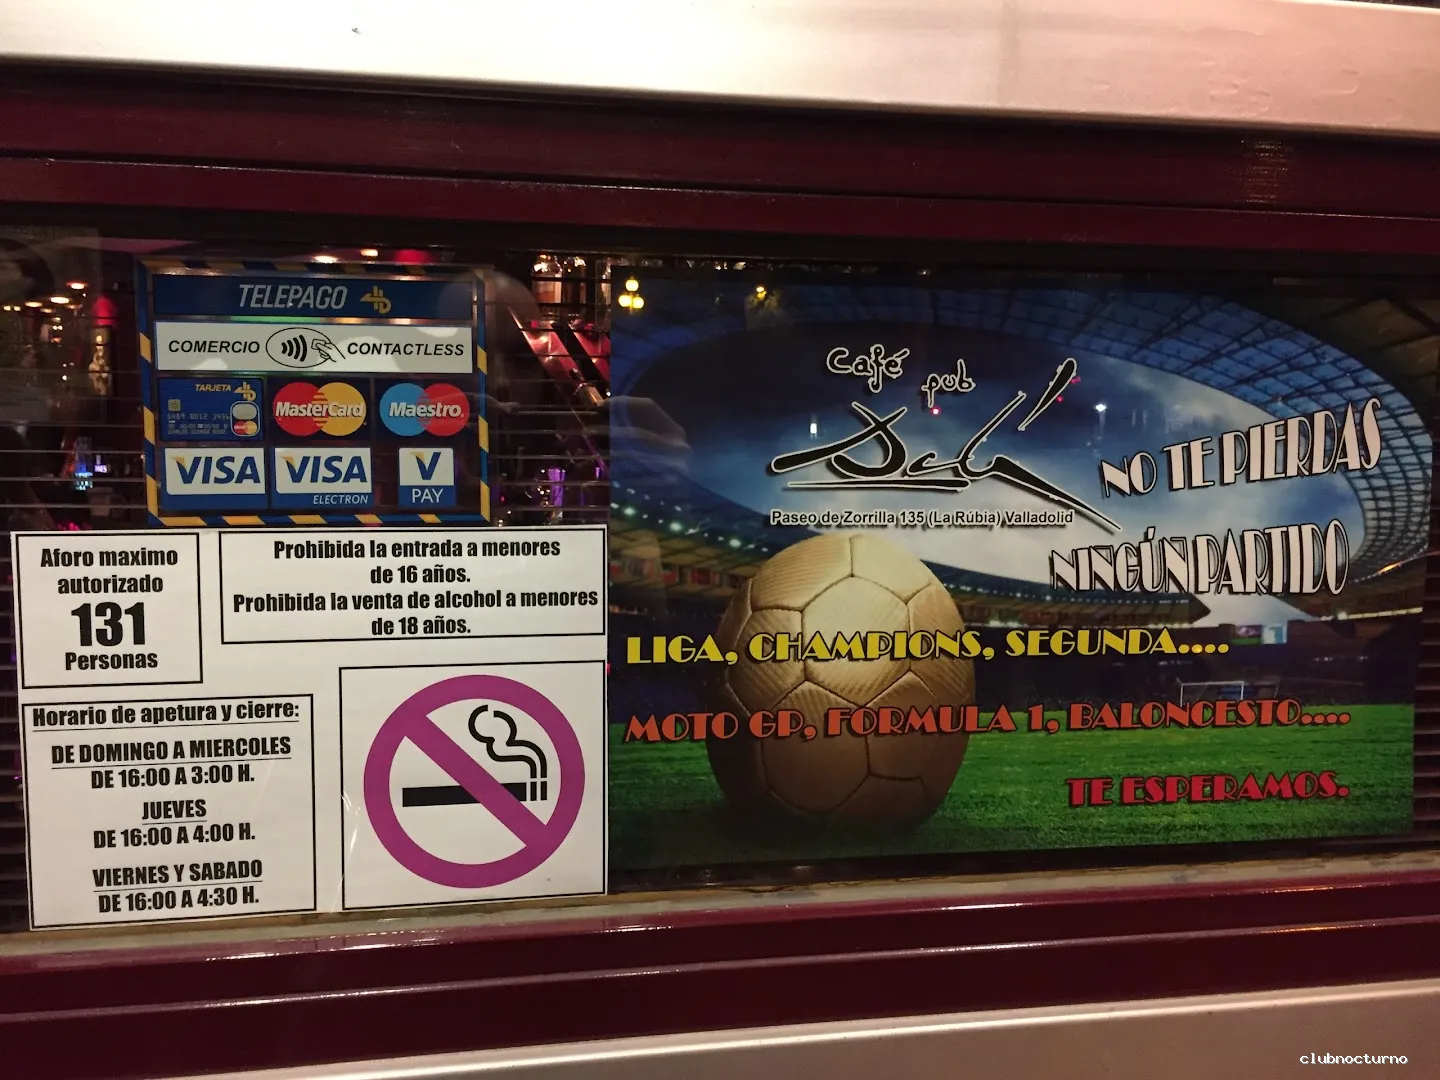 TELEPAGO
COMERCIO CONTACTLESS
TARJETA
MasterCard
Maestro
VISA
VISA
ELECTRON
V
PAY
Aforo maximo
autorizado
131
Personas
Prohibida la entrada a menores
de 16 años.
Prohibida la venta de alcohol a menores
de 18 años.
Horario de apetura y cierre:
DE DOMINGO A MIERCOLES
DE 16:00 A 3:00 H.
JUEVES
DE 16:00 A 4:00 H.
VIERNES Y SABADO
DE 16:00 A 4:30 H.
Café
pub
Paseo de Zorrilla 135 (La Rúbia) Valladolid
NO TE PIERDAS
NINGÚN PARTIDO
LIGA, CHAMPIONS, SEGUNDA....
MOTO GP, FORMULA 1, BALONCESTO....
TE ESPERAMOS.
clubnocturno